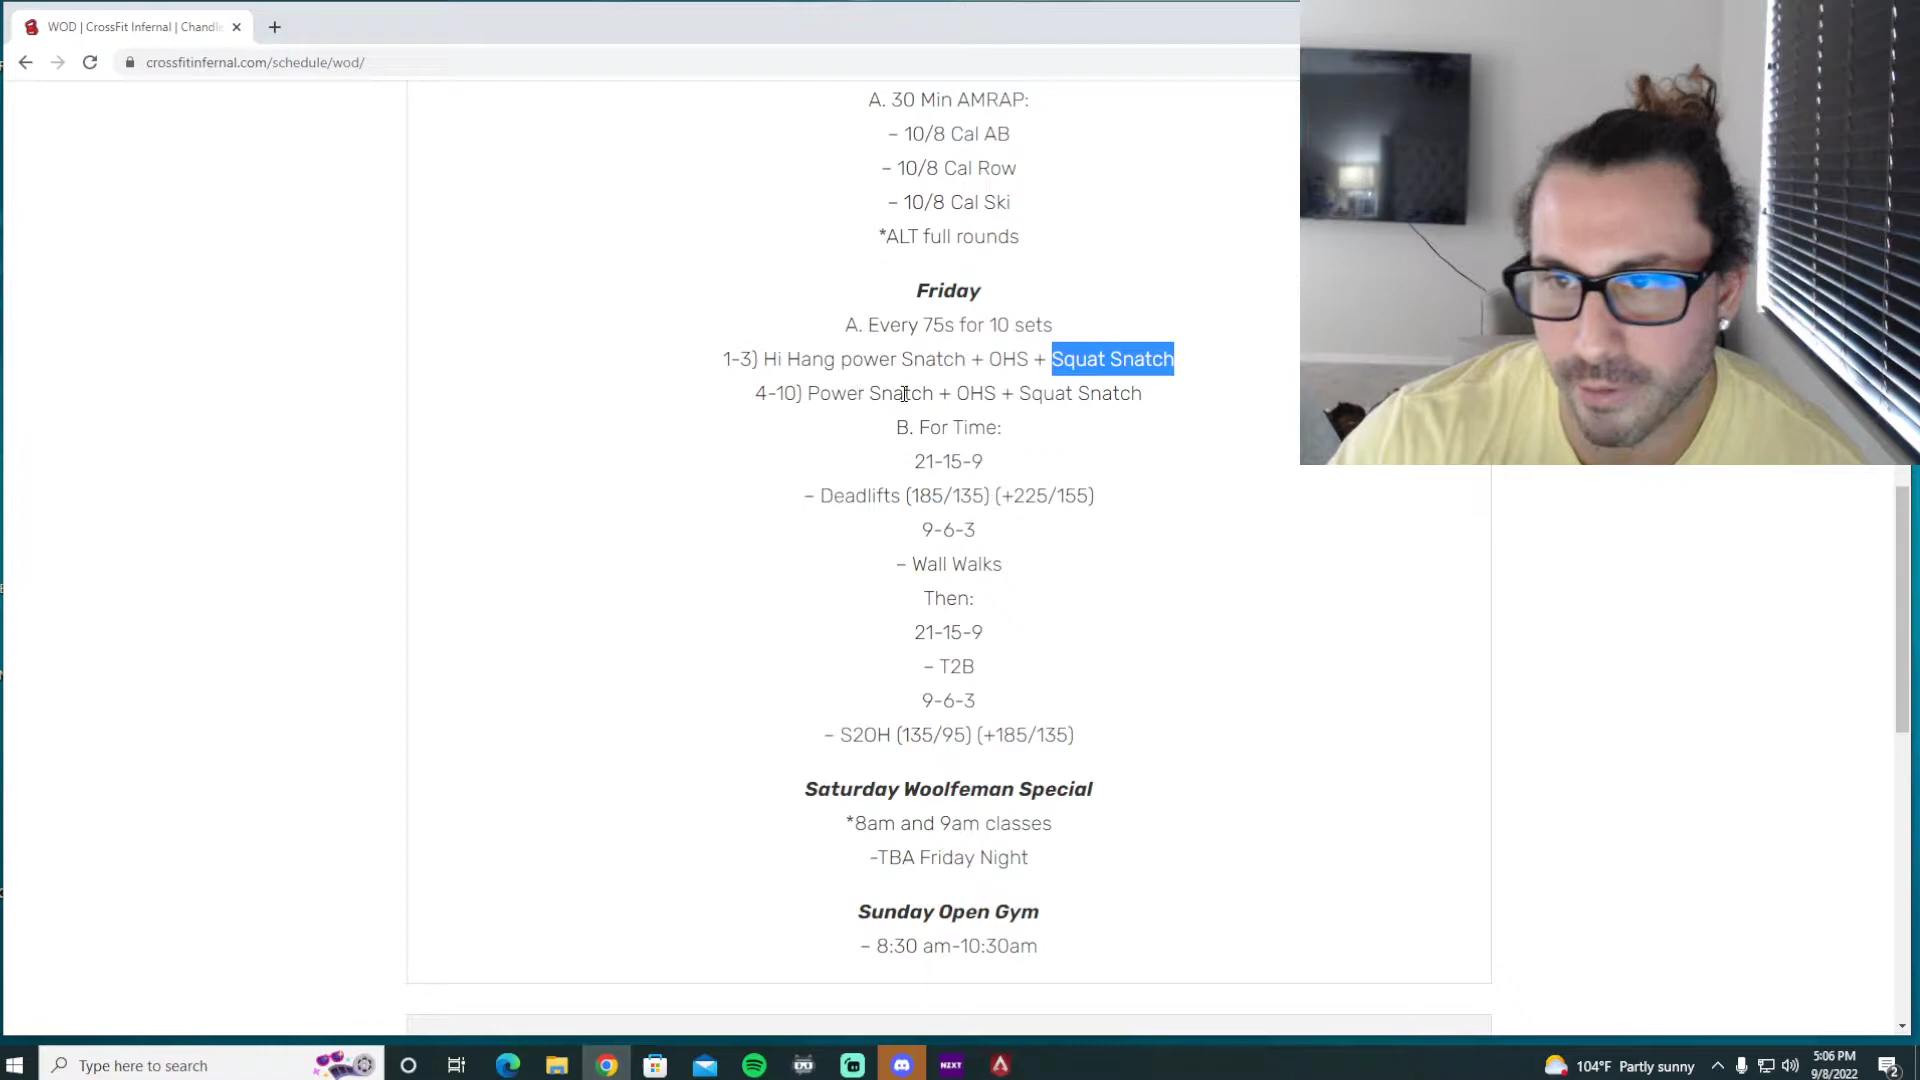 WOD | CrossFit Infernal | Chandle
crossfitinfernal.com/schedule/wod/
A. 30 Min AMRAP:
– 10/8 Cal AB
– 10/8 Cal Row
– 10/8 Cal Ski
*ALT full rounds
Friday
A. Every 75s for 10 sets
1-3) Hi Hang power Snatch + OHS + Squat Snatch
4-10) Power Snatch + OHS + Squat Snatch
B. For Time:
21-15-9
– Deadlifts (185/135) (+225/155)
9-6-3
– Wall Walks
Then:
21-15-9
– T2B
9-6-3
– S2OH (135/95) (+185/135)
Saturday Woolfeman Special
*8am and 9am classes
-TBA Friday Night
Sunday Open Gym
– 8:30 am-10:30am
Type here to search
NZXT
104°F Partly sunny
5:06 PM
9/8/2022
2